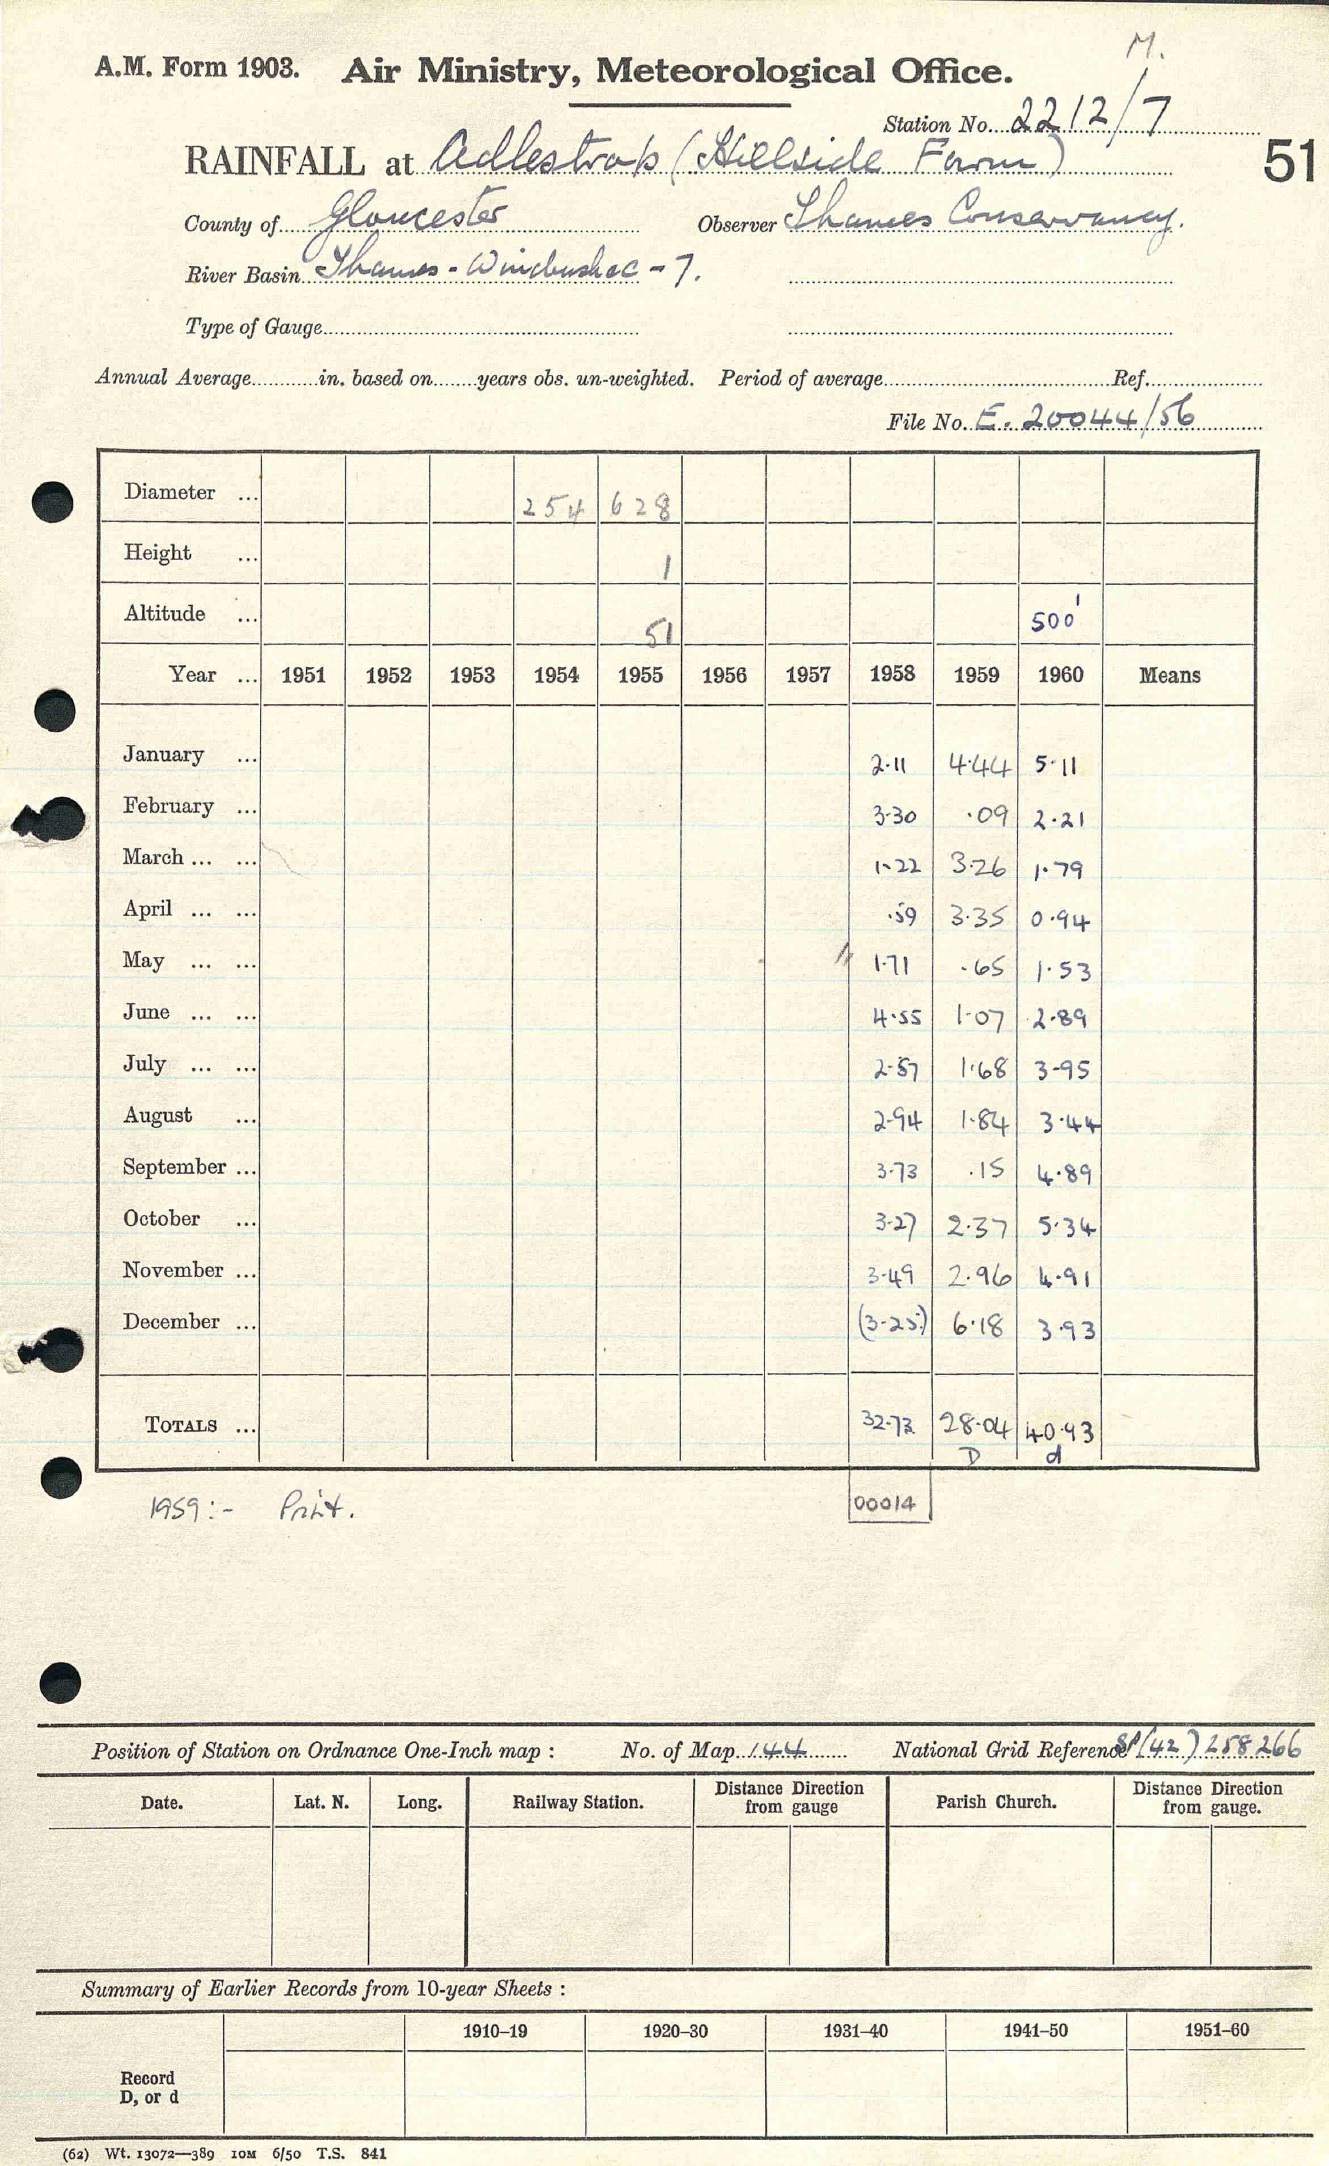 M.
A.M. Form 1903. Air Ministry, Meteorological Office.
Station No. 2212/7
RAINFALL at Adlestrop (Hillside Farm)
51
County of Gloucester Observer Thames Conservancy.
River Basin Thames - Windrush &c - 7.
Type of Gauge
Annual Average in. based on years obs. un-weighted. Period of average Ref.
File No. E. 20044/56
Diameter ... 254 628
Height ... 1
Altitude ... 51 500'
Year ... 1951 1952 1953 1954 1955 1956 1957 1958 1959 1960 Means
January ... 2.11 4.44 5.11
February ... 3.30 .09 2.21
March ... ... 1.22 3.26 1.79
April ... ... .59 3.35 0.94
May ... ... 1.71 .65 1.53
June ... ... 4.55 1.07 2.89
July ... ... 2.57 1.68 3.95
August ... 2.94 1.84 3.44
September ... 3.73 .15 4.89
October ... 3.27 2.37 5.34
November ... 3.49 2.96 4.91
December ... (3.25) 6.18 3.93
TOTALS ... 32.73 28.04 40.93
D d
1959:- Print. 00014
Position of Station on Ordnance One-Inch map : No. of Map 144 National Grid Reference SP(42) 258 266
Date. Lat. N. Long. Railway Station. Distance Direction from gauge Parish Church. Distance Direction from gauge.
Summary of Earlier Records from 10-year Sheets :
1910–19 1920–30 1931–40 1941–50 1951–60
Record
D, or d
(62) Wt. 13072—389 10M 6/50 T.S. 841